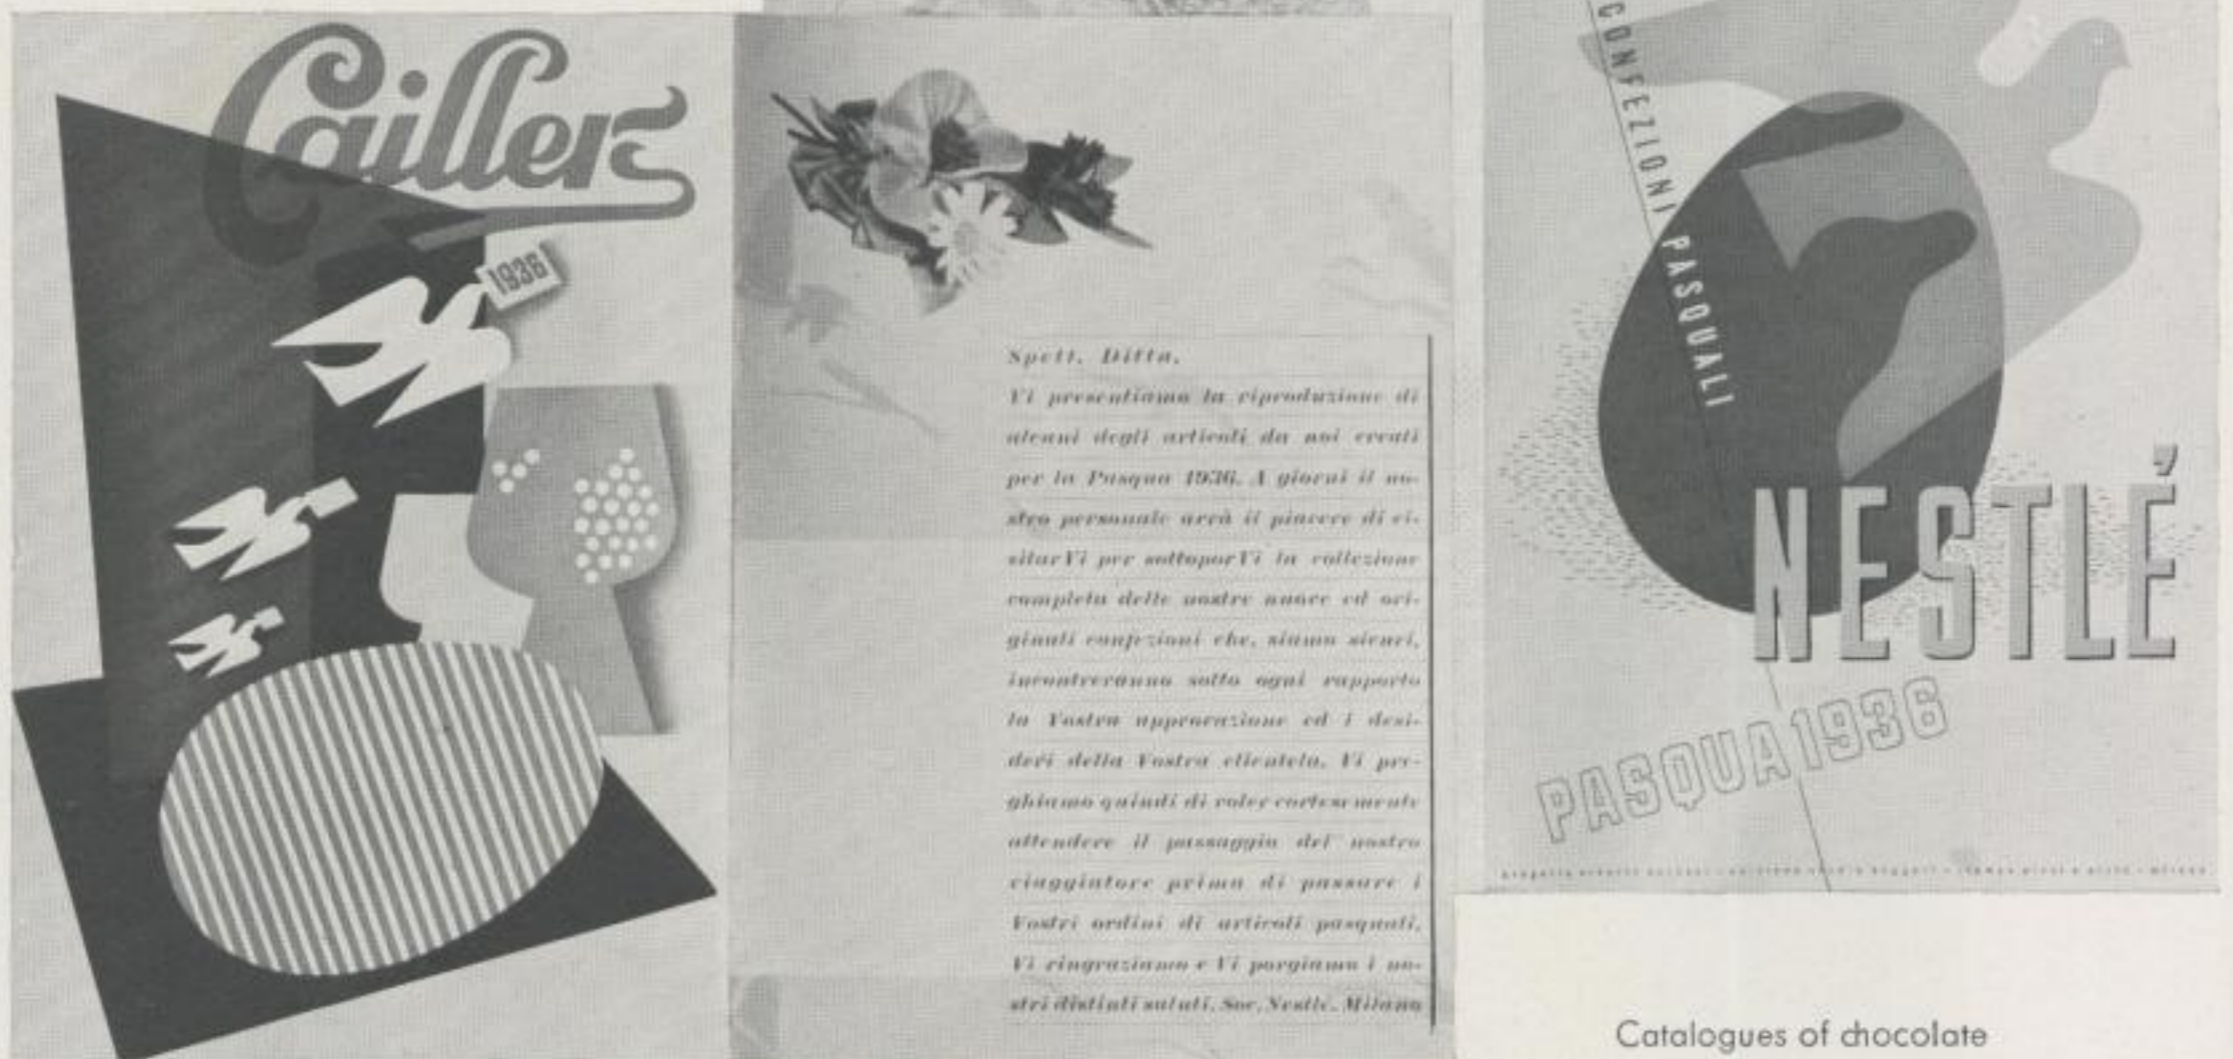 Cailler
1936
Spett. Ditta,
Vi presentiamo la riproduzione di
alcuni degli articoli da noi creati
per la Pasqua 1936. A giorni il no-
stro personale avrà il piacere di vi-
sitarVi per sottoporVi la collezione
completa delle nostre nuove ed ori-
ginali confezioni che, siamo sicuri,
incontreranno sotto ogni rapporto
la Vostra approvazione ed i desi-
deri della Vostra clientela. Vi pre-
ghiamo quindi di voler cortesemente
attendere il passaggio del nostro
viaggiatore prima di passare i
Vostri ordini di articoli pasquali.
Vi ringraziamo e Vi porgiamo i no-
stri distinti saluti. Soc. Nestlé. Milano
CONFEZIONI PASQUALI
NESTLÉ
PASQUA 1936
Catalogues of chocolate